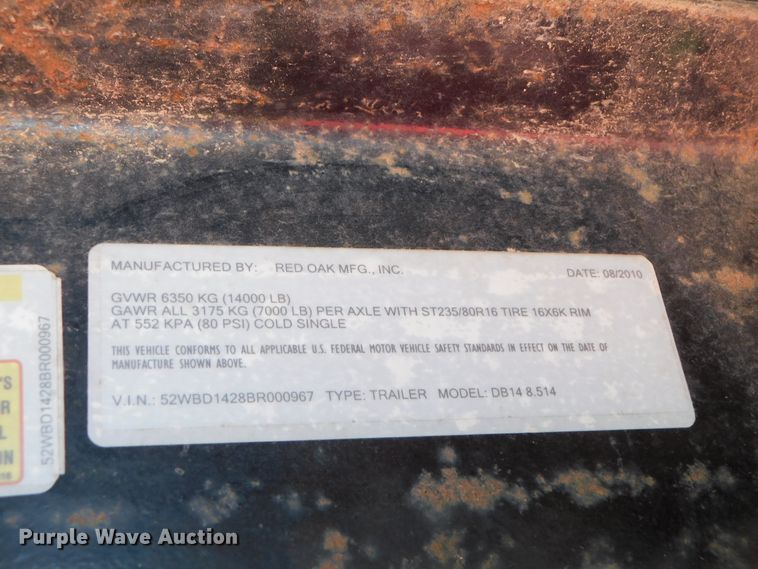 MANUFACTURED BY: RED OAK MFG., INC. DATE: 08/2010
GVWR 6350 KG (14000 LB)
GAWR ALL 3175 KG (7000 LB) PER AXLE WITH ST235/80R16 TIRE 16X6K RIM
AT 552 KPA (80 PSI) COLD SINGLE
THIS VEHICLE CONFORMS TO ALL APPLICABLE U.S. FEDERAL MOTOR VEHICLE SAFETY STANDARDS IN EFFECT ON THE DATE OF
MANUFACTURE SHOWN ABOVE.
V.I.N.: 52WBD1428BR000967 TYPE: TRAILER MODEL: DB14 8.514
52WBD1428BR000967
Purple Wave Auction